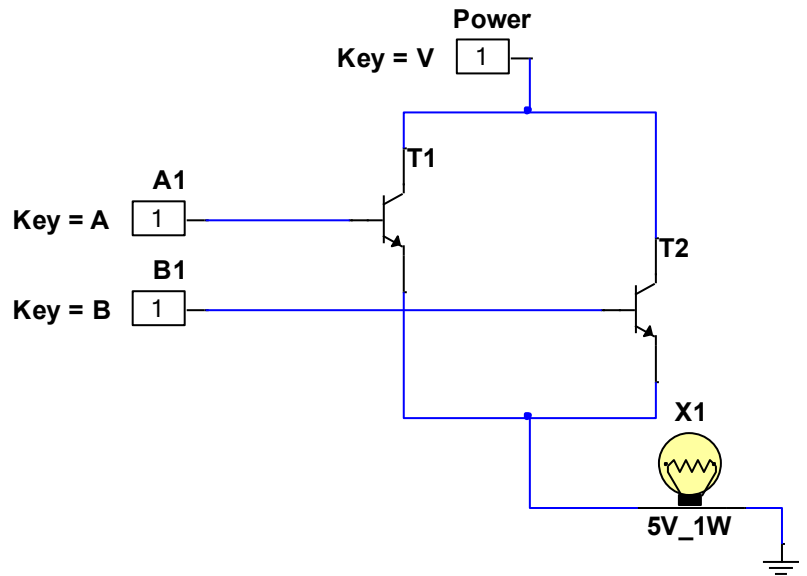 Power
Key = V 1
T1
A1
Key = A 1
T2
B1
Key = B 1
X1
5V_1W